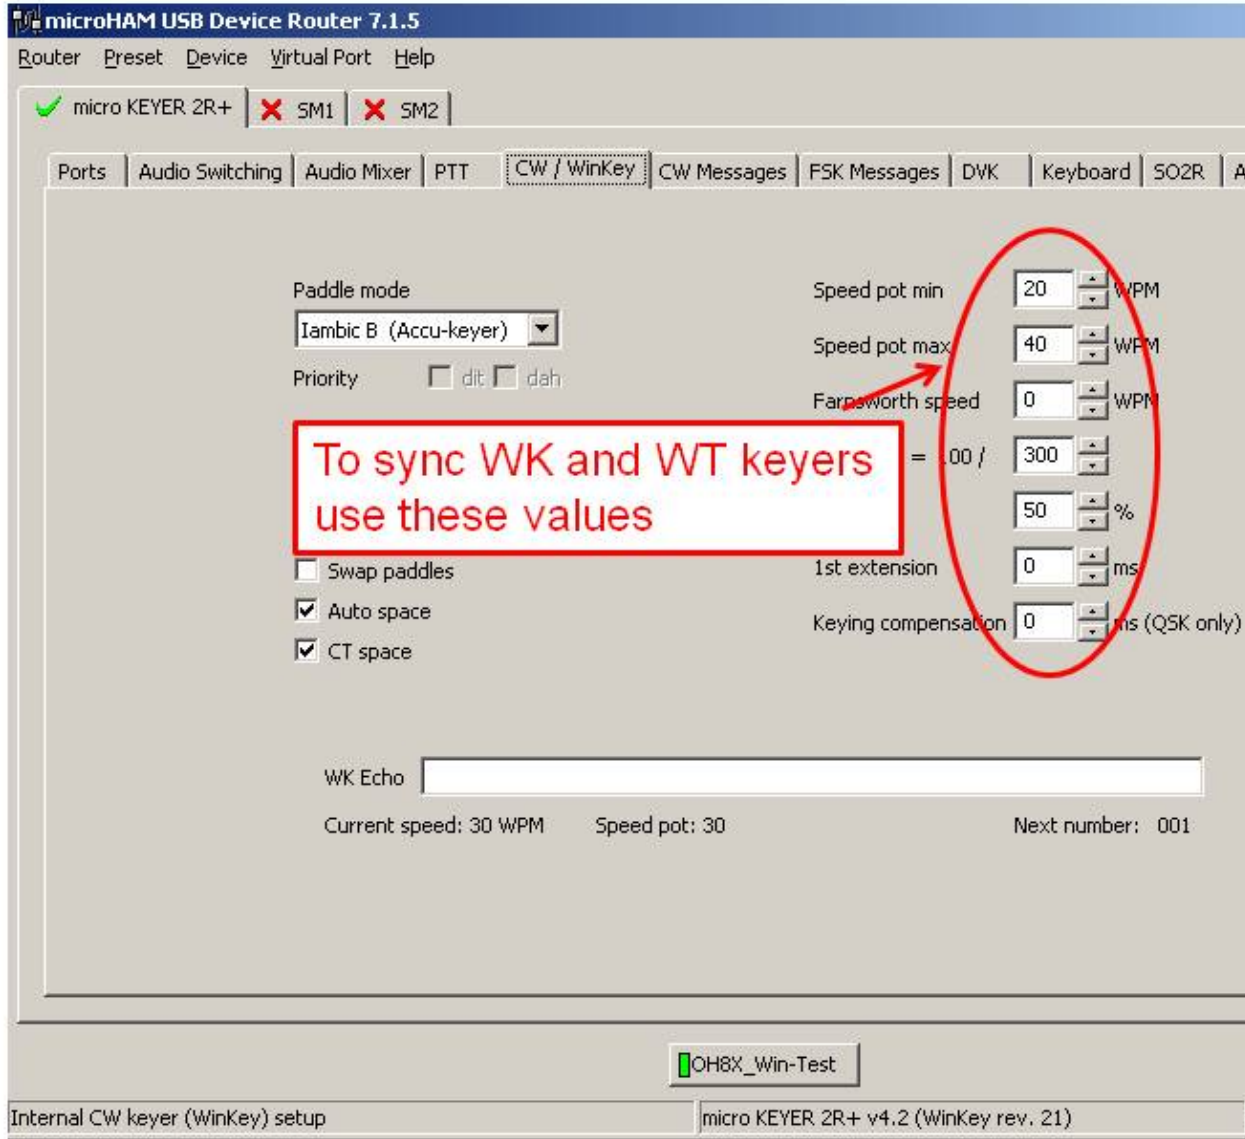 microHAM USB Device Router 7.1.5
Router Preset Device Virtual Port Help
micro KEYER 2R+ SM1 SM2
Ports Audio Switching Audio Mixer PTT CW / WinKey CW Messages FSK Messages DVK Keyboard SO2R A
Paddle mode
Iambic B (Accu-keyer)
Priority dit dah
To sync WK and WT keyers
use these values
Swap paddles
Auto space
CT space
Speed pot min 20 WPM
Speed pot max 40 WPM
Farnsworth speed 0 WPM
= 100 / 300
50 %
1st extension 0 ms
Keying compensation 0 ms (QSK only)
WK Echo
Current speed: 30 WPM Speed pot: 30 Next number: 001
OH8X_Win-Test
Internal CW keyer (WinKey) setup micro KEYER 2R+ v4.2 (WinKey rev. 21)